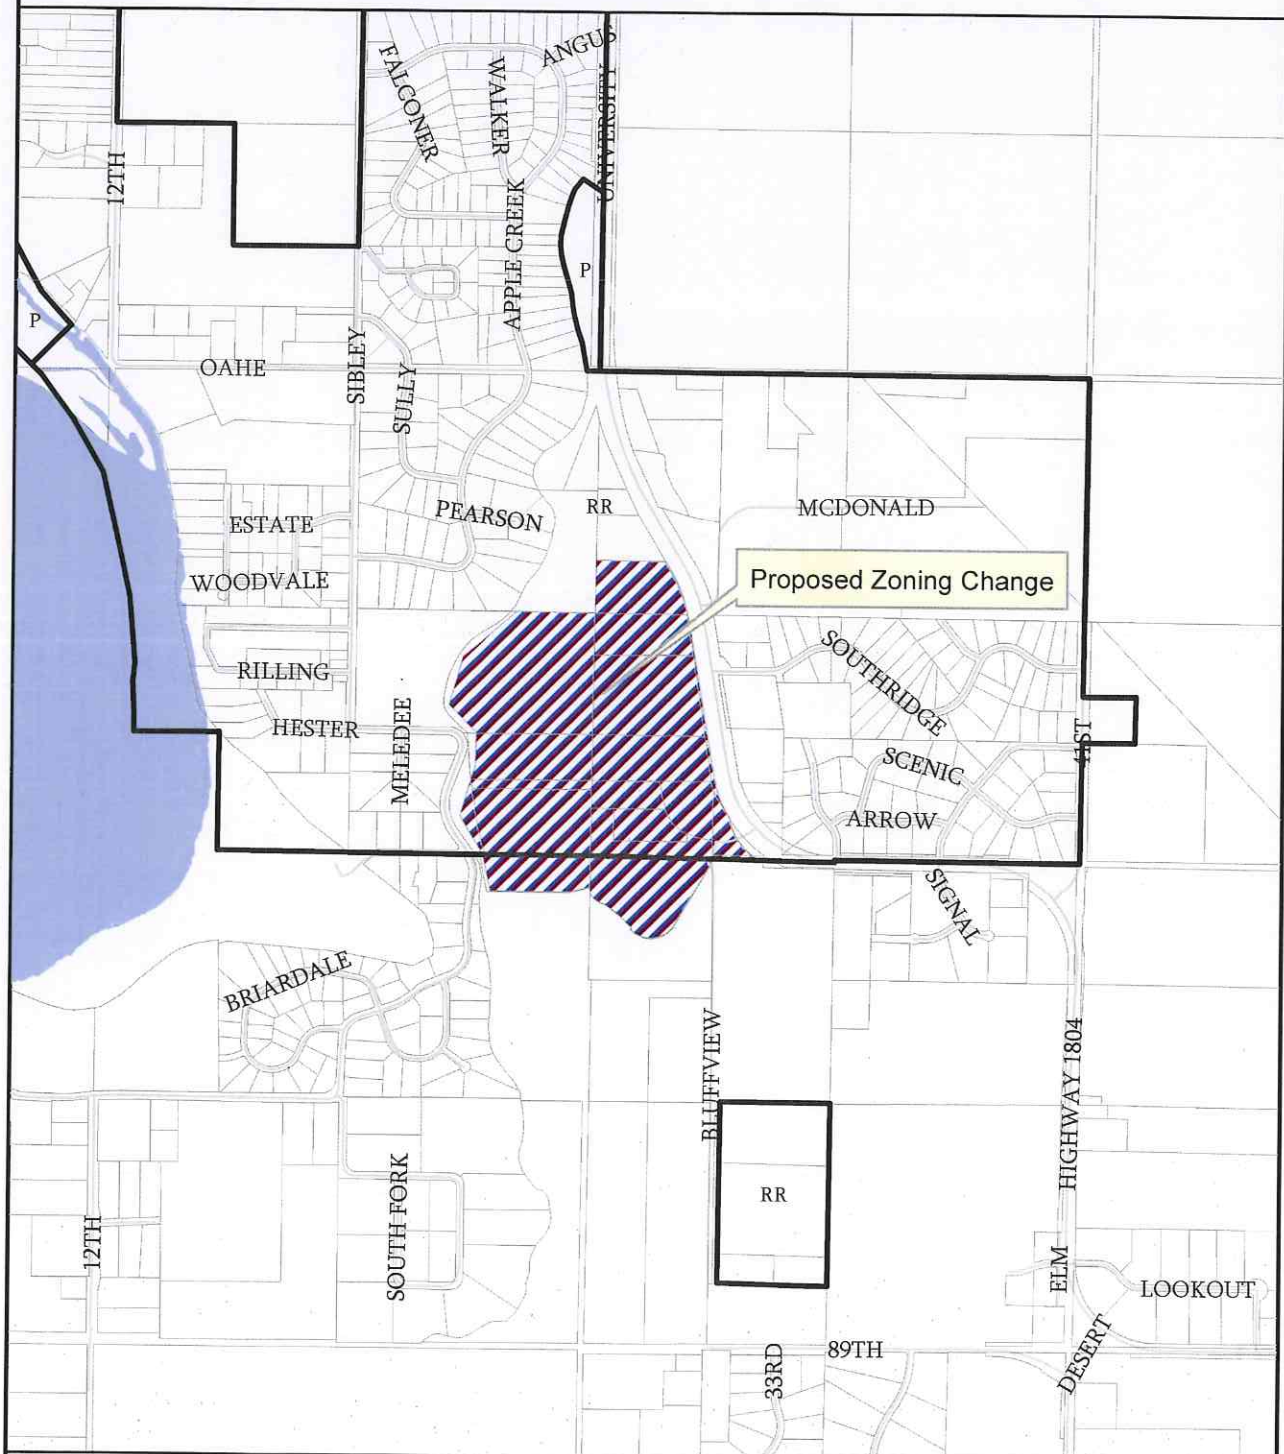 ANGUS
FALCONER
WALKER
UNIVERSITY
12TH
APPLE CREEK
P
P
SIBLEY
OAHE
SULLY
PEARSON
RR
MCDONALD
ESTATE
WOODVALE
Proposed Zoning Change
RILLING
SOUTHRIDGE
HESTER
MELEDEE
41ST
SCENIC
ARROW
SIGNAL
BRIARDALE
BLUFFVIEW
HIGHWAY 1804
RR
SOUTH FORK
12TH
ELM
LOOKOUT
33RD
89TH
DESERT